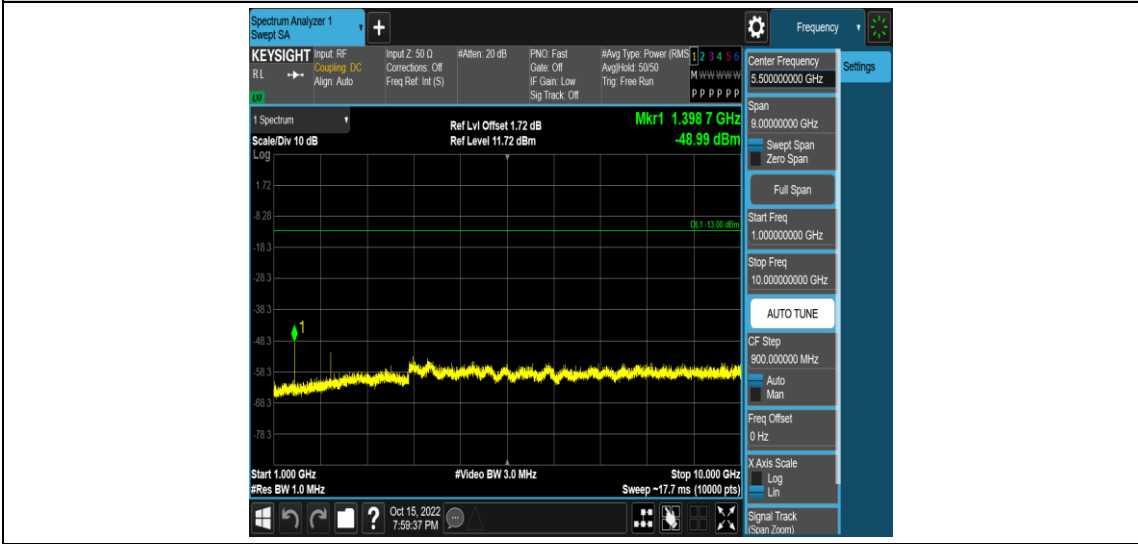 Spectrum Analyzer 1
Swept SA
Frequency
KEYSIGHT
R L
Input: RF
Coupling: DC
Align: Auto
Input Z: 50 Ω
Corrections: Off
Freq Ref: Int (S)
#Atten: 20 dB
PNO: Fast
Gate: Off
IF Gain: Low
Sig Track: Off
#Avg Type: Power (RMS
Avg|Hold: 50/50
Trig: Free Run
1 2 3 4 5 6
M W W W W W
P P P P P P
1 Spectrum
Scale/Div 10 dB
Log
Ref Lvl Offset 1.72 dB
Ref Level 11.72 dBm
Mkr1 1.398 7 GHz
-48.99 dBm
1.72
-8.28
DL1 -13.00 dBm
-18.3
-28.3
-38.3
1
-48.3
-58.3
-68.3
-78.3
Start 1.000 GHz
#Video BW 3.0 MHz
Stop 10.000 GHz
#Res BW 1.0 MHz
Sweep ~17.7 ms (10000 pts)
?
Oct 15, 2022
7:59:37 PM
Center Frequency
5.500000000 GHz
Settings
Span
9.00000000 GHz
Swept Span
Zero Span
Full Span
Start Freq
1.000000000 GHz
Stop Freq
10.000000000 GHz
AUTO TUNE
CF Step
900.000000 MHz
Auto
Man
Freq Offset
0 Hz
X Axis Scale
Log
Lin
Signal Track
(Span Zoom)